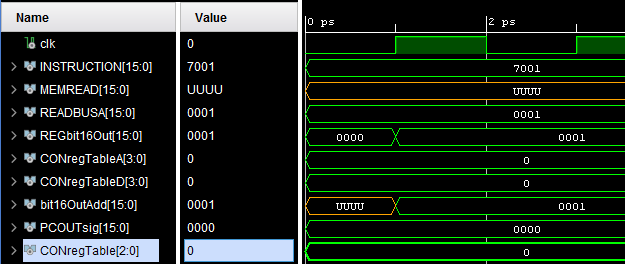 Name Value 0 ps 2 ps
clk 0
INSTRUCTION[15:0] 7001 7001
MEMREAD[15:0] UUUU UUUU
READBUSA[15:0] 0001 0001
REGbit16Out[15:0] 0001 0000 0001
CONregTableA[3:0] 0 0
CONregTableD[3:0] 0 0
bit16OutAdd[15:0] 0001 UUUU 0001
PCOUTsig[15:0] 0000 0000
CONregTable[2:0] 0 0